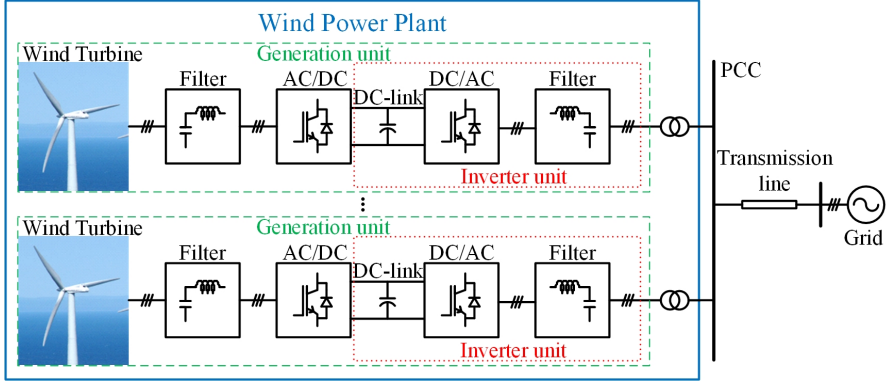 Wind Power Plant
Generation unit
Wind Turbine
Filter
AC/DC
DC-link
DC/AC
Filter
Inverter unit
PCC
Transmission
line
Grid
Generation unit
Wind Turbine
Filter
AC/DC
DC-link
DC/AC
Filter
Inverter unit